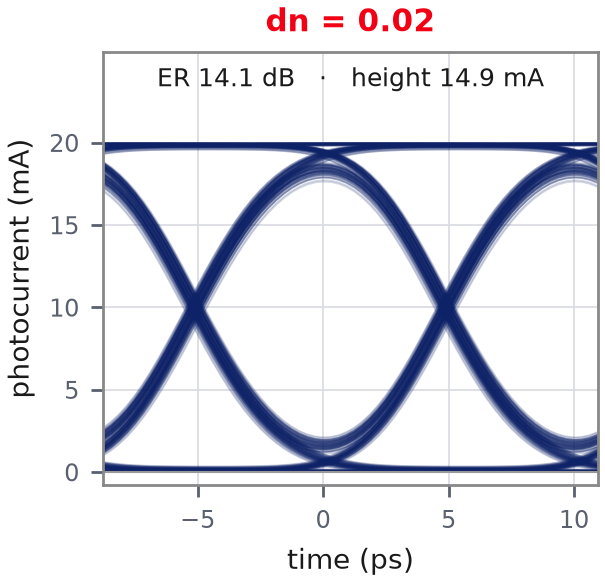 dn = 0.02
ER 14.1 dB · height 14.9 mA
photocurrent (mA)
20
15
10
5
0
−5 0 5 10
time (ps)